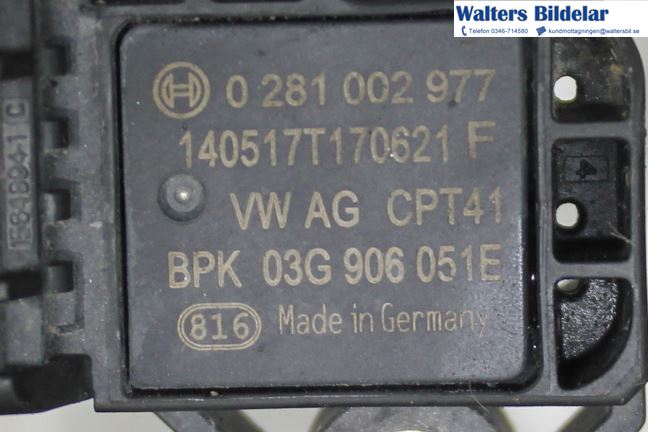 Walters Bildelar
Telefon 0346-714580 kundmottagningen@waltersbil.se
0 281 002 977
140517T170621 F
VW AG CPT41
BPK 03G 906 051E
816 Made in Germany
4